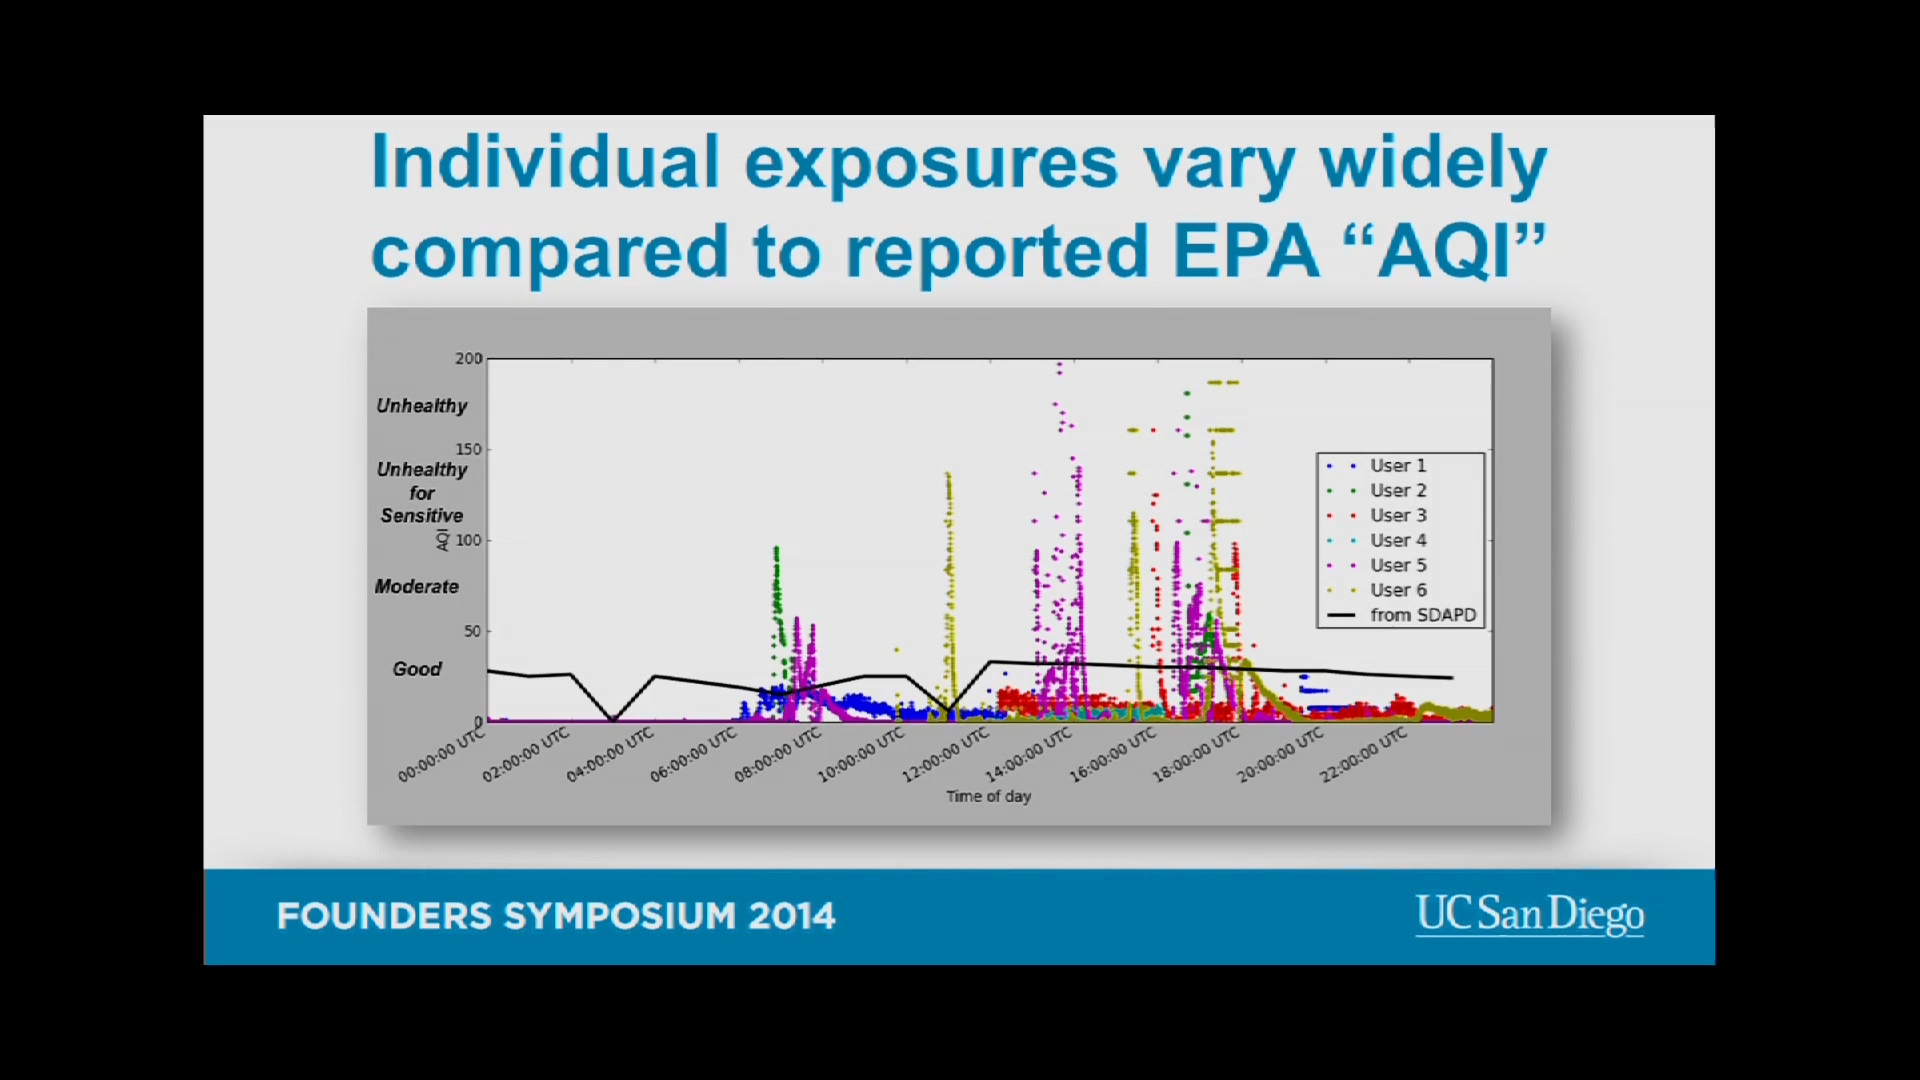 Individual exposures vary widely
compared to reported EPA “AQI”
200
Unhealthy
150
Unhealthy
for
Sensitive
AQI
100
Moderate
50
Good
0
User 1
User 2
User 3
User 4
User 5
User 6
from SDAPD
00:00:00 UTC
02:00:00 UTC
04:00:00 UTC
06:00:00 UTC
08:00:00 UTC
10:00:00 UTC
12:00:00 UTC
14:00:00 UTC
16:00:00 UTC
18:00:00 UTC
20:00:00 UTC
22:00:00 UTC
Time of day
FOUNDERS SYMPOSIUM 2014
UC San Diego